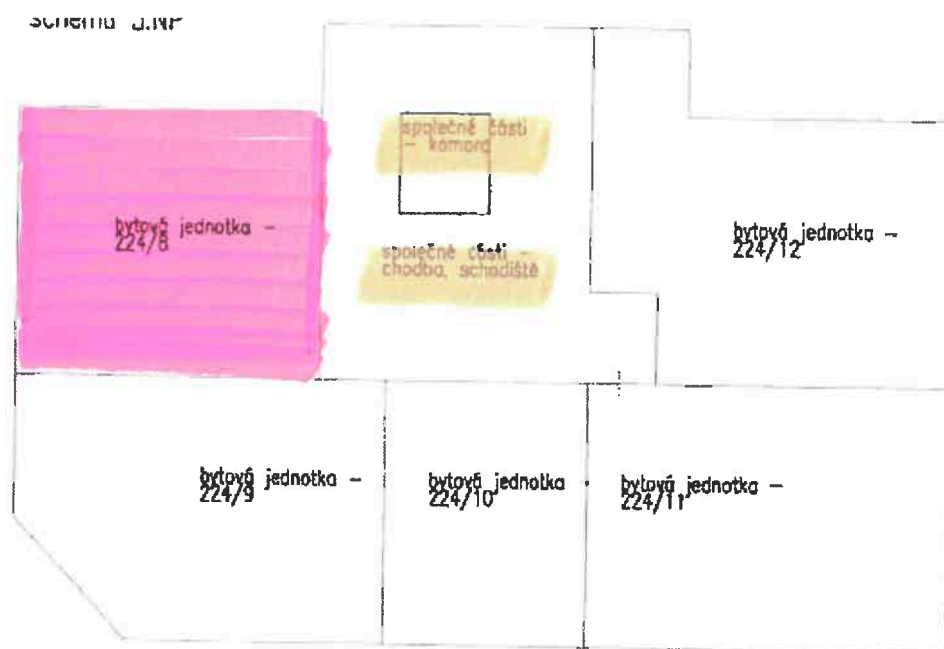 společné části
– komora
bytová jednotka –
224/8
společné části –
chodba, schodiště
bytová jednotka –
224/12
bytová jednotka –
224/9
bytová jednotka
224/10
bytová jednotka –
224/11